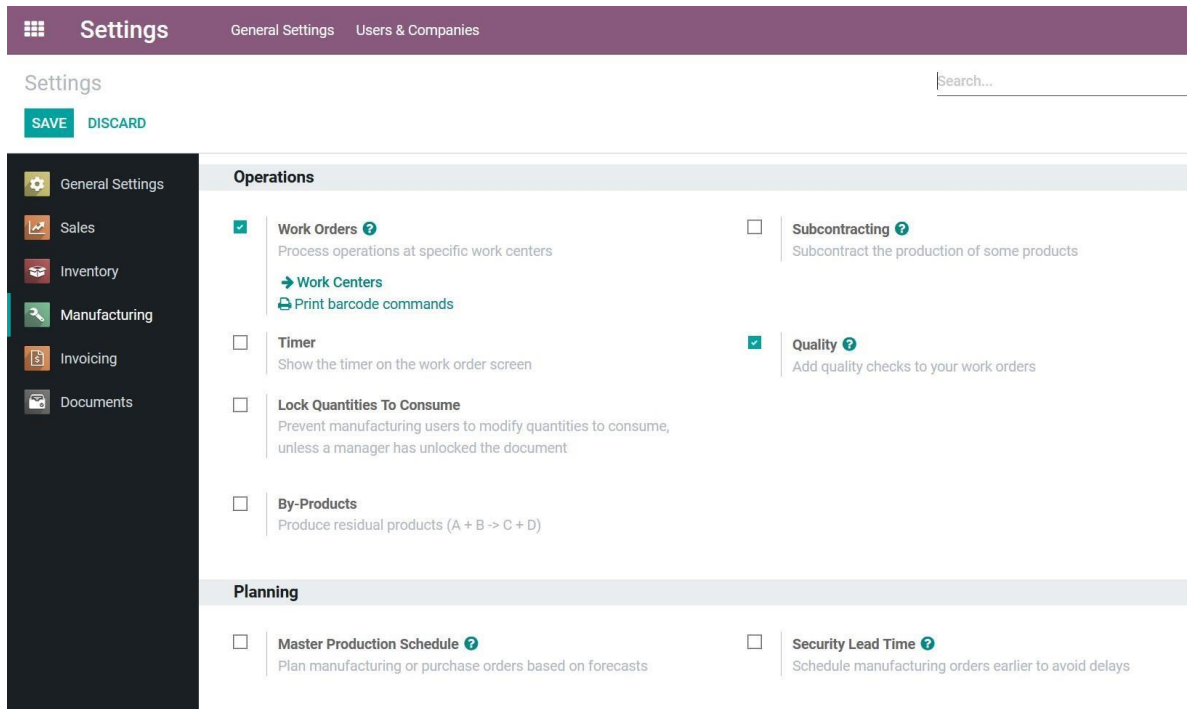 Settings
General Settings
Users & Companies
Settings
Search...
SAVE
DISCARD
General Settings
Sales
Inventory
Manufacturing
Invoicing
Documents
Operations
Work Orders
Process operations at specific work centers
Work Centers
Print barcode commands
Subcontracting
Subcontract the production of some products
Timer
Show the timer on the work order screen
Quality
Add quality checks to your work orders
Lock Quantities To Consume
Prevent manufacturing users to modify quantities to consume,
unless a manager has unlocked the document
By-Products
Produce residual products (A + B -> C + D)
Planning
Master Production Schedule
Plan manufacturing or purchase orders based on forecasts
Security Lead Time
Schedule manufacturing orders earlier to avoid delays